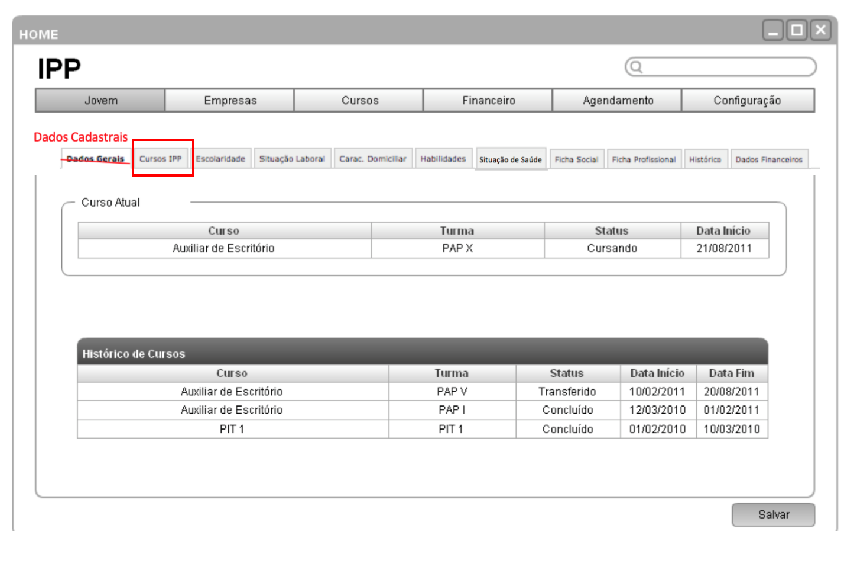 HOME
IPP
Jovem Empresas Cursos Financeiro Agendamento Configuração
Dados Cadastrais
Dados Gerais Cursos IPP Escolaridade Situação Laboral Carac. Domiciliar Habilidades Situação de Saúde Ficha Social Ficha Profissional Histórico Dados Financeiros
Curso Atual
Curso Turma Status Data Início
Auxiliar de Escritório PAP X Cursando 21/08/2011
Histórico de Cursos
Curso Turma Status Data Início Data Fim
Auxiliar de Escritório PAP V Transferido 10/02/2011 20/08/2011
Auxiliar de Escritório PAP I Concluído 12/03/2010 01/02/2011
PIT 1 PIT 1 Concluído 01/02/2010 10/03/2010
Salvar